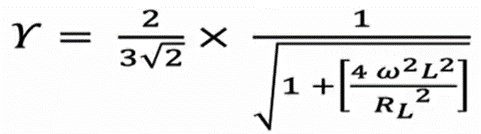 ϒ = 2/(3√2) × 1/√(1 + [4 ω²L²/R_L²])